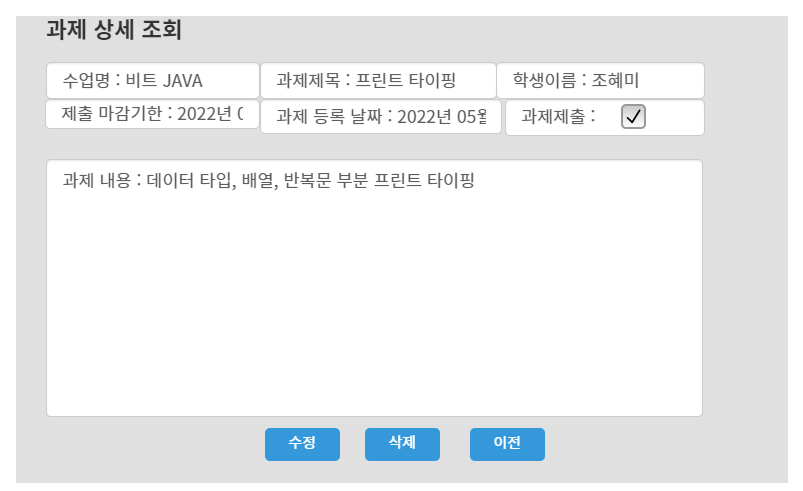 과제 상세 조회
수업명 : 비트 JAVA 과제제목 : 프린트 타이핑 학생이름 : 조혜미
제출 마감기한 : 2022년 과제 등록 날짜 : 2022년 과제제출 :
과제 내용 : 데이터 타입, 배열, 반복문 부분 프린트 타이핑
수정 삭제 이전